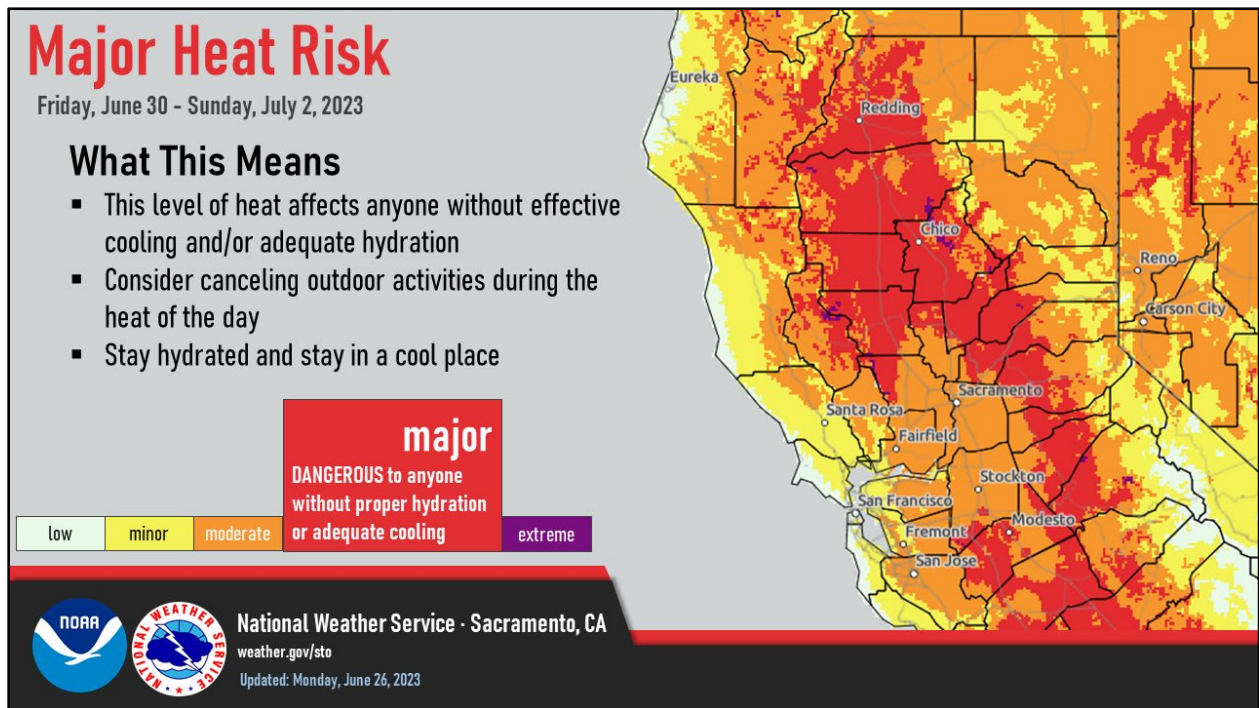 Major Heat Risk
Friday, June 30 - Sunday, July 2, 2023
What This Means
▪ This level of heat affects anyone without effective
cooling and/or adequate hydration
▪ Consider canceling outdoor activities during the
heat of the day
▪ Stay hydrated and stay in a cool place
major
DANGEROUS to anyone
without proper hydration
or adequate cooling
low
minor
moderate
extreme
Eureka
Redding
Chico
Reno
Carson City
Sacramento
Santa Rosa
Fairfield
Stockton
San Francisco
Modesto
Fremont
San Jose
NOAA
NATIONAL WEATHER SERVICE
National Weather Service · Sacramento, CA
weather.gov/sto
Updated: Monday, June 26, 2023